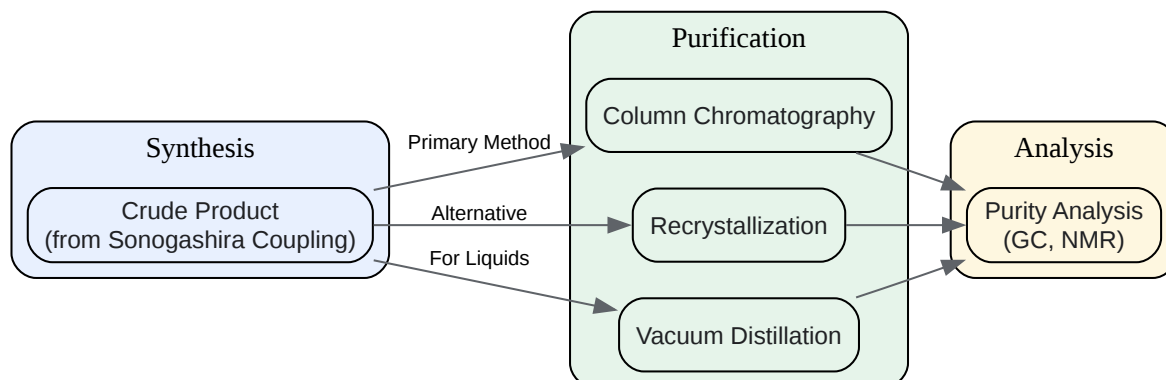 Synthesis
Crude Product
(from Sonogashira Coupling)
Primary Method
Alternative
For Liquids
Purification
Column Chromatography
Recrystallization
Vacuum Distillation
Analysis
Purity Analysis
(GC, NMR)